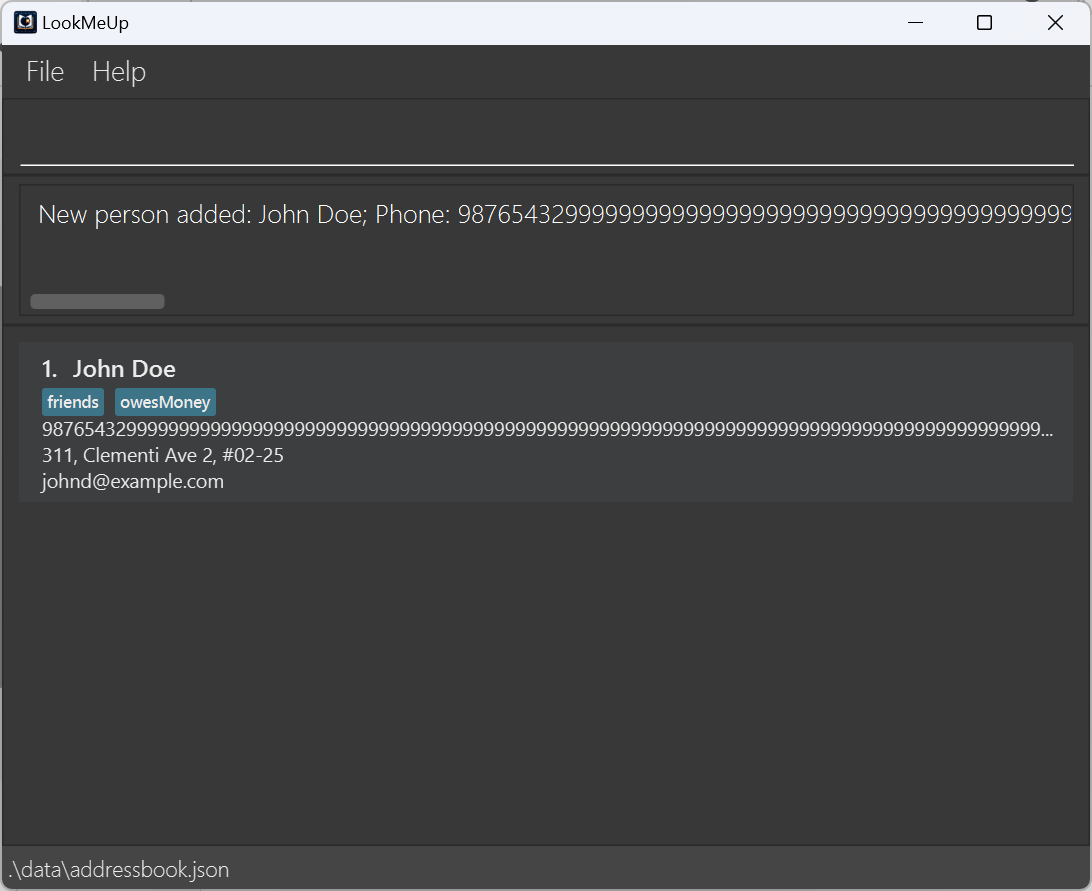 LookMeUp
File Help
New person added: John Doe; Phone: 98765432999999999999999999999999999999999999999
1. John Doe
friends owesMoney
98765432999999999999999999999999999999999999999999999999999999999999999999999999999999999999999...
311, Clementi Ave 2, #02-25
johnd@example.com
.\data\addressbook.json